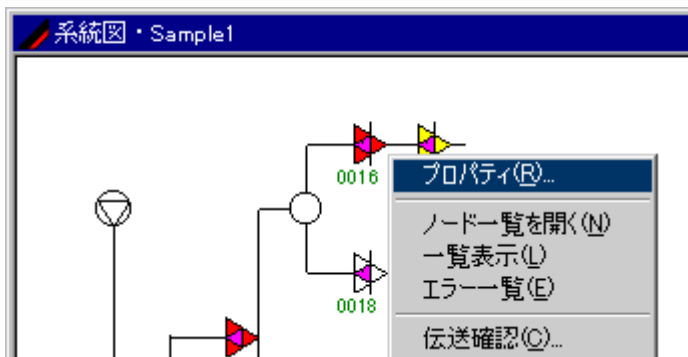 系統図・Sample1
0016
プロパティ(R)...
ノード一覧を開く(N)
一覧表示(L)
エラー一覧(E)
0018
伝送確認(C)...